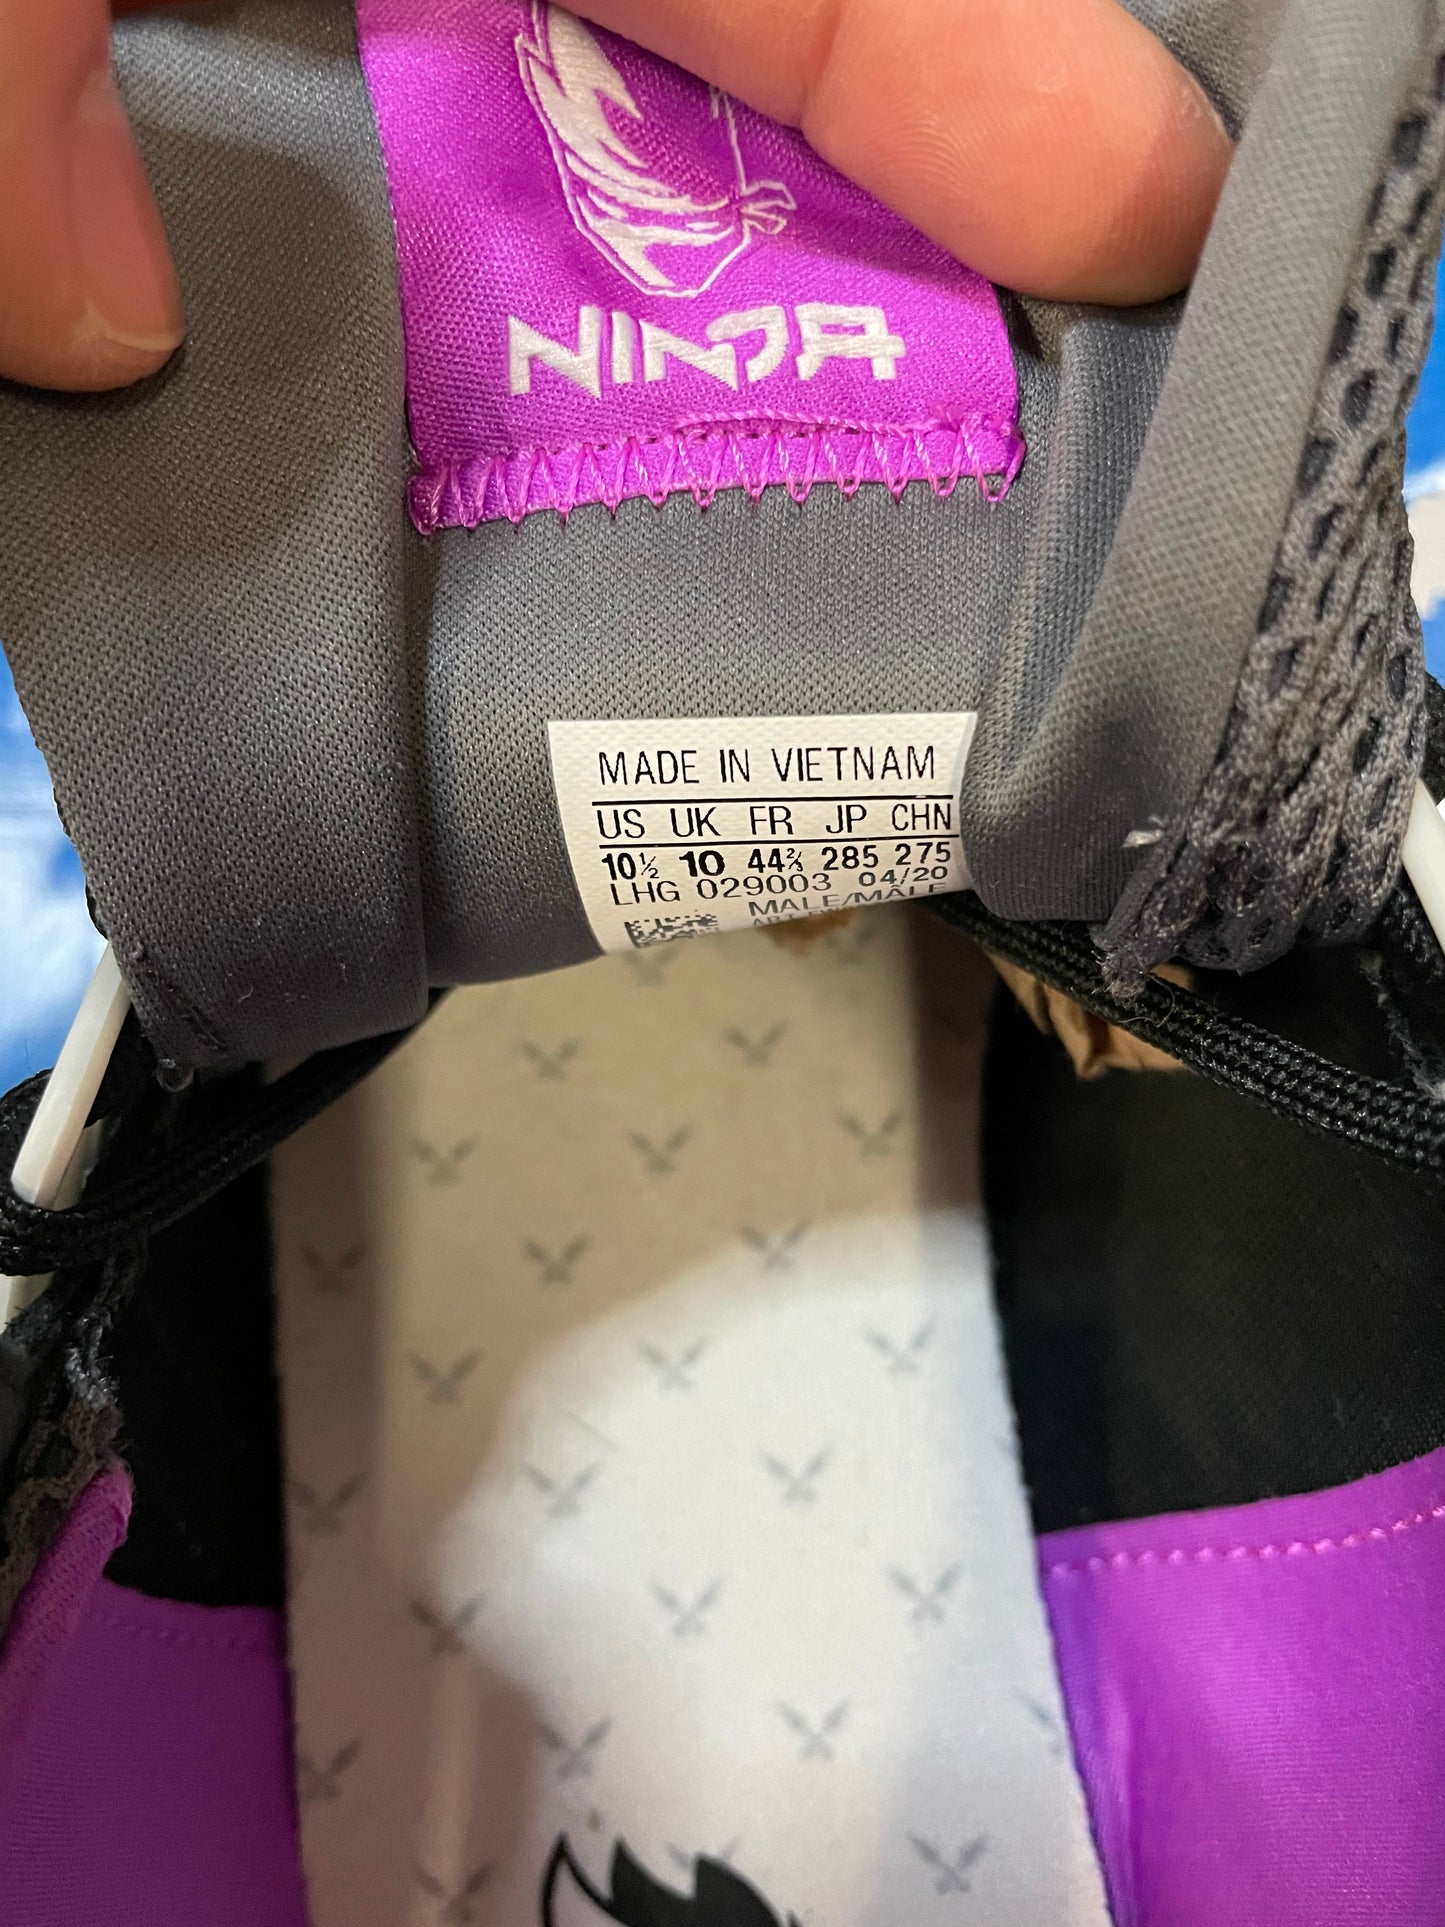 NINJA
MADE IN VIETNAM
US UK FR JP CHN
10½ 10 44⅔ 285 275
LHG 029003 04/20
MALE/MÂLE